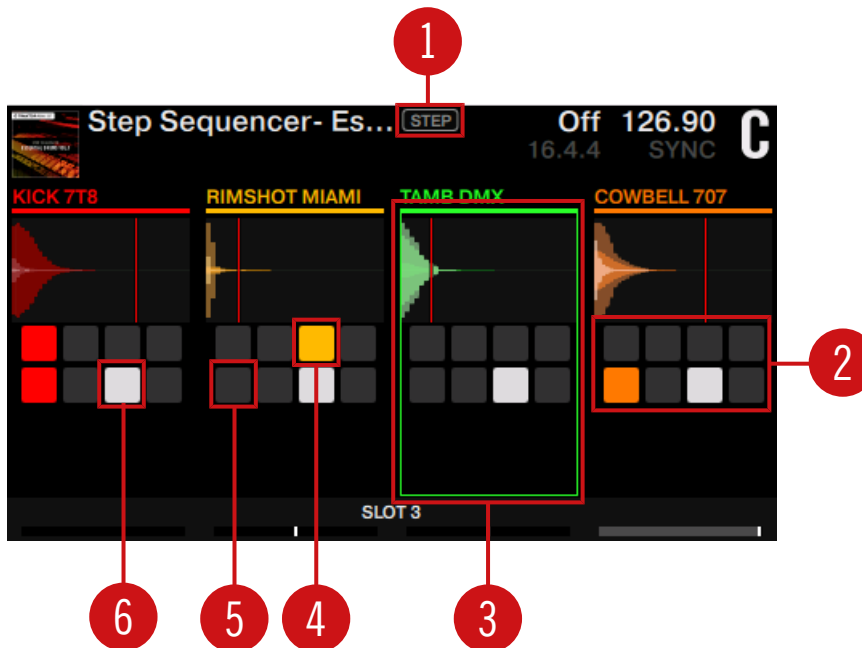 1
Step Sequencer- Es... STEP Off 126.90 C
16.4.4 SYNC
KICK 7T8 RIMSHOT MIAMI TAMB DMX COWBELL 707
2
SLOT 3
6 5 4 3